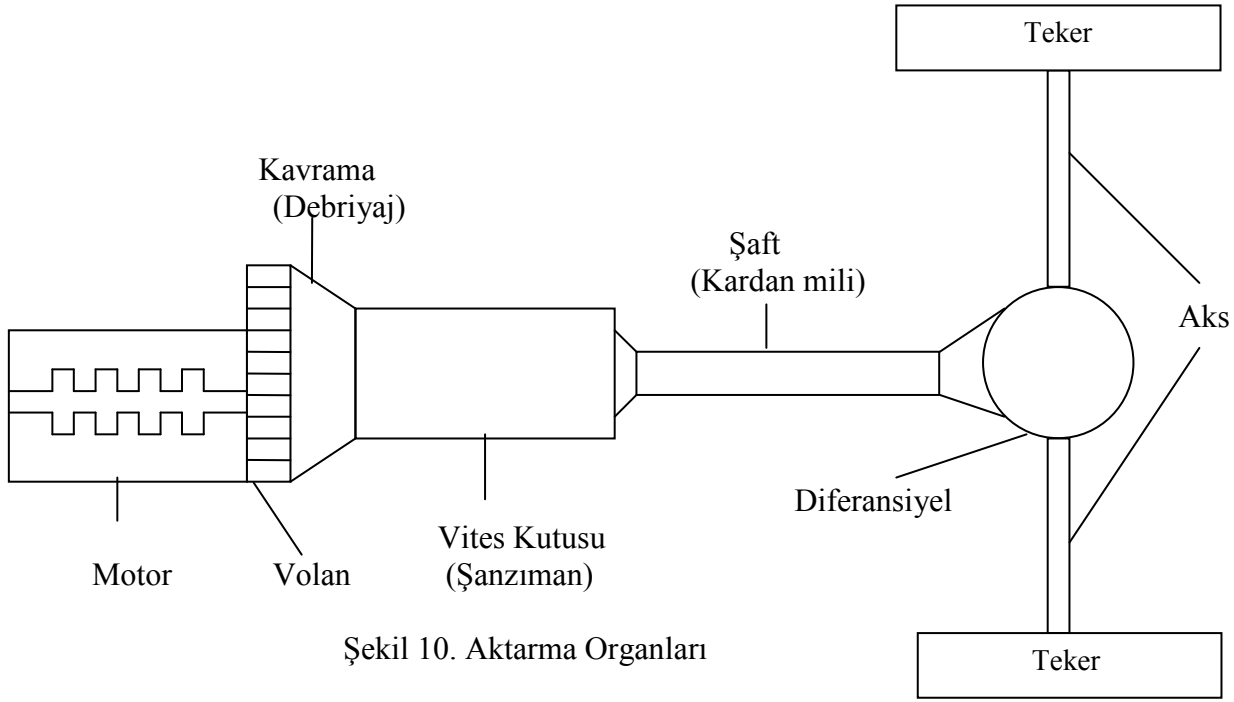 Teker
Kavrama
(Debriyaj)
Şaft
(Kardan mili)
Aks
Diferansiyel
Vites Kutusu
(Şanzıman)
Motor
Volan
Şekil 10. Aktarma Organları
Teker